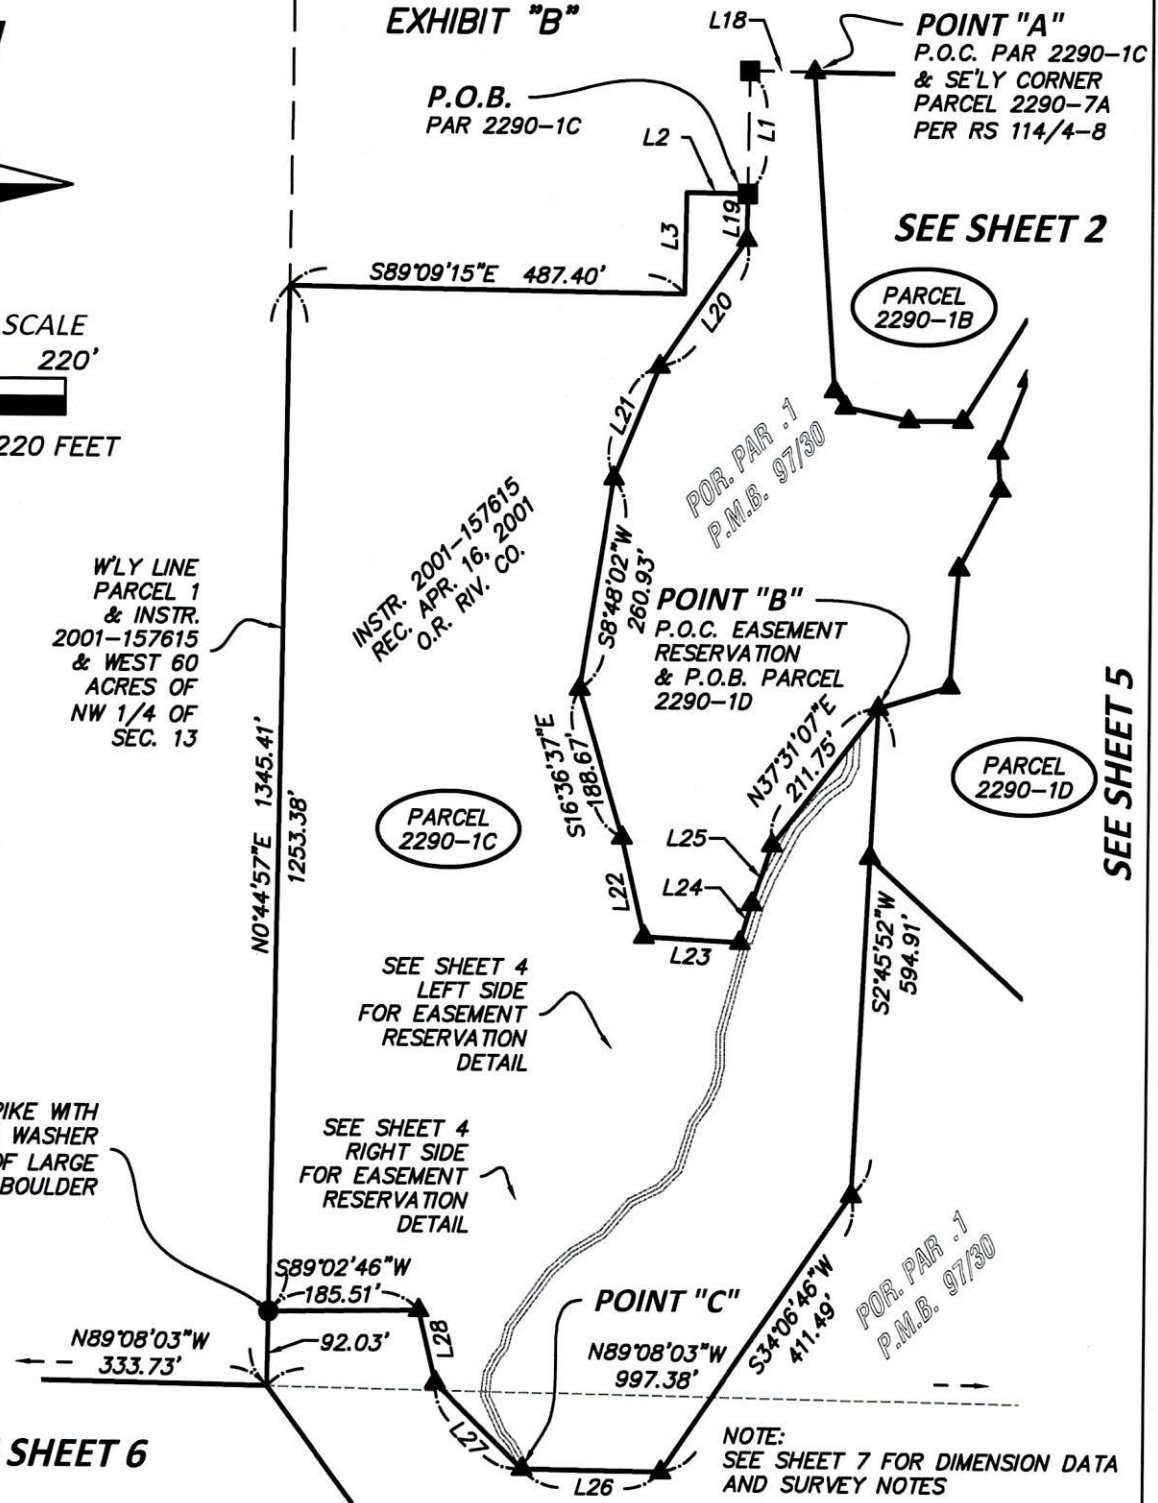 EXHIBIT "B"
L18
POINT "A"
P.O.C. PAR 2290-1C
& SE'LY CORNER
PARCEL 2290-7A
PER RS 114/4-8
P.O.B.
PAR 2290-1C
L1
L2
L19
L3
SEE SHEET 2
S89°09'15"E 487.40'
PARCEL
2290-1B
L20
SCALE
220'
220 FEET
L21
POR. PAR .1
P.M.B. 97/30
INSTR. 2001-157615
REC. APR. 16, 2001
O.R. RIV. CO.
S8°48'02"W
260.93'
W'LY LINE
PARCEL 1
& INSTR.
2001-157615
& WEST 60
ACRES OF
NW 1/4 OF
SEC. 13
POINT "B"
P.O.C. EASEMENT
RESERVATION
& P.O.B. PARCEL
2290-1D
SEE SHEET 5
S16°36'37"E
188.67'
N37°31'07"E
211.75'
PARCEL
2290-1D
PARCEL
2290-1C
N0°44'57"E 1345.41'
1253.38'
L25
L24
L22
L23
S2°45'52"W
594.91'
SEE SHEET 4
LEFT SIDE
FOR EASEMENT
RESERVATION
DETAIL
PIKE WITH
WASHER
OF LARGE
BOULDER
SEE SHEET 4
RIGHT SIDE
FOR EASEMENT
RESERVATION
DETAIL
S89°02'46"W
185.51'
POINT "C"
L28
92.03'
N89°08'03"W
333.73'
N89°08'03"W
997.38'
S34°06'46"W
411.49'
POR. PAR .1
P.M.B. 97/30
L27
L26
SHEET 6
NOTE:
SEE SHEET 7 FOR DIMENSION DATA
AND SURVEY NOTES